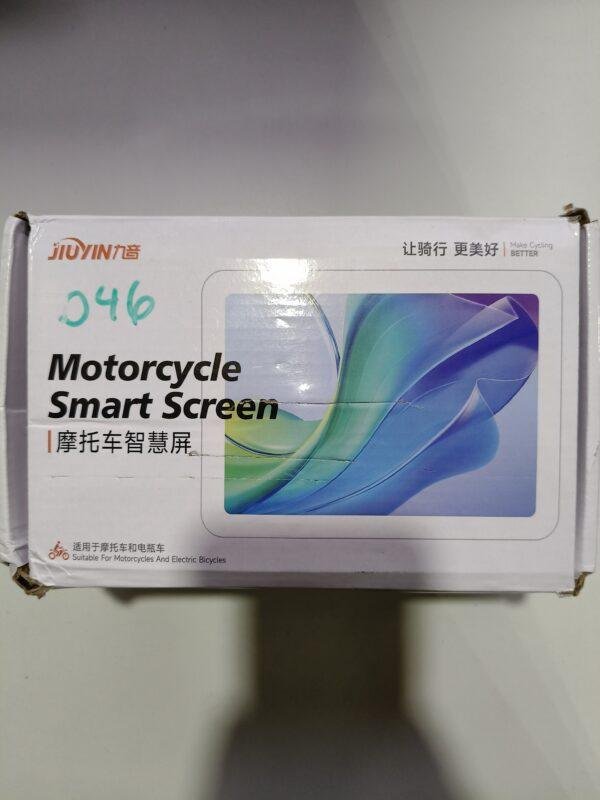 JIUYIN九音
让骑行 更美好
Make Cycling
BETTER
046
Motorcycle
Smart Screen
摩托车智慧屏
适用于摩托车和电瓶车
Suitable For Motorcycles And Electric Bicycles